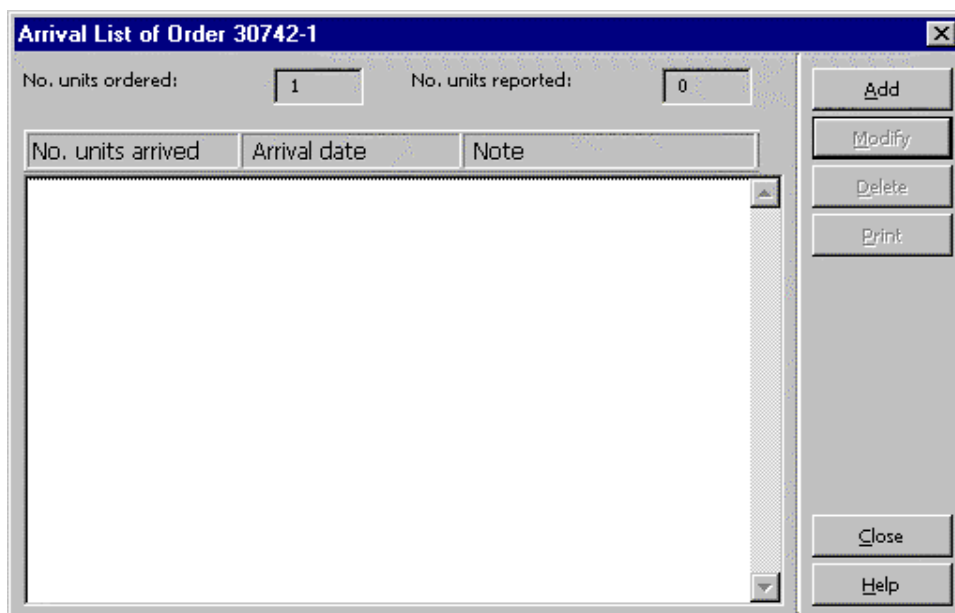 Arrival List of Order 30742-1
No. units ordered: 1 No. units reported: 0
No. units arrived Arrival date Note
Add
Modify
Delete
Print
Close
Help